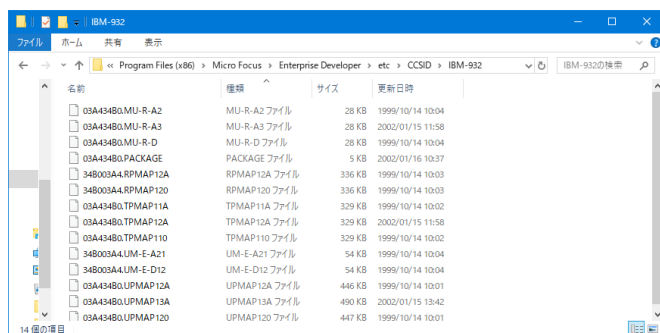 IBM-932
ファイル ホーム 共有 表示
« Program Files (x86) › Micro Focus › Enterprise Developer › etc › CCSID › IBM-932 IBM-932の検索
名前 種類 サイズ 更新日時
03A434B0.MU-R-A2 MU-R-A2 ファイル 28 KB 1999/10/14 10:04
03A434B0.MU-R-A3 MU-R-A3 ファイル 28 KB 2002/01/15 11:58
03A434B0.MU-R-D MU-R-D ファイル 28 KB 1999/10/14 10:04
03A434B0.PACKAGE PACKAGE ファイル 5 KB 2002/01/16 10:37
34B003A4.RPMAP12A RPMAP12A ファイル 336 KB 1999/10/14 10:03
34B003A4.RPMAP120 RPMAP120 ファイル 336 KB 1999/10/14 10:03
03A434B0.TPMAP11A TPMAP11A ファイル 329 KB 1999/10/14 10:02
03A434B0.TPMAP12A TPMAP12A ファイル 329 KB 2002/01/15 11:58
03A434B0.TPMAP110 TPMAP110 ファイル 329 KB 1999/10/14 10:02
34B003A4.UM-E-A21 UM-E-A21 ファイル 54 KB 1999/10/14 10:04
34B003A4.UM-E-D12 UM-E-D12 ファイル 54 KB 1999/10/14 10:04
03A434B0.UPMAP12A UPMAP12A ファイル 446 KB 1999/10/14 10:01
03A434B0.UPMAP13A UPMAP13A ファイル 490 KB 2002/01/15 13:42
03A434B0.UPMAP120 UPMAP120 ファイル 447 KB 1999/10/14 10:01
14 個の項目